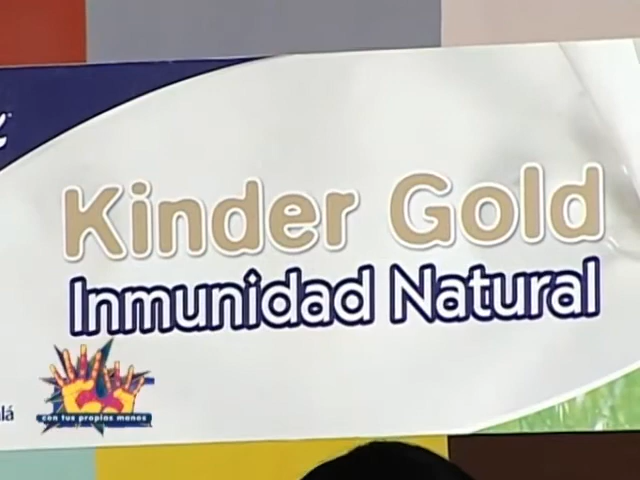 Kinder Gold
Inmunidad Natural
con tus propias manos